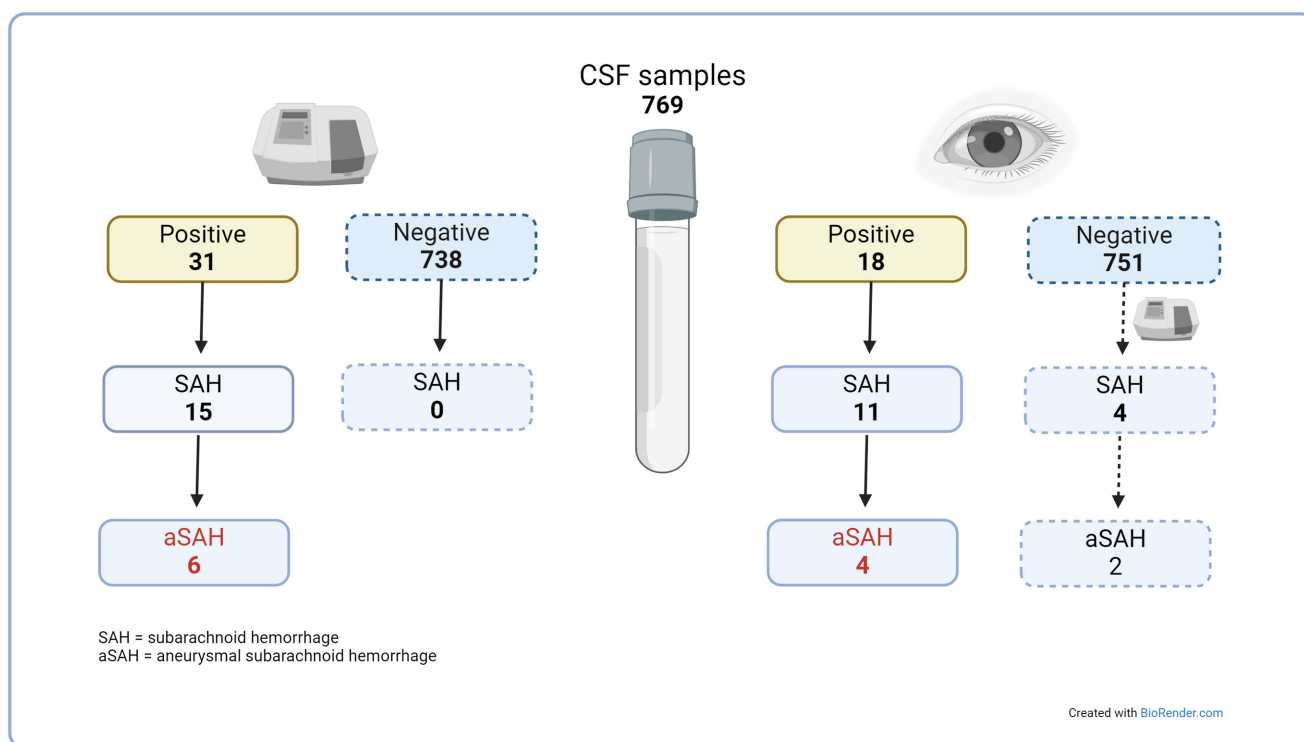 CSF samples
769
Positive
31
Negative
738
Positive
18
Negative
751
SAH
15
SAH
0
SAH
11
SAH
4
aSAH
6
aSAH
4
aSAH
2
SAH = subarachnoid hemorrhage
aSAH = aneurysmal subarachnoid hemorrhage
Created with BioRender.com